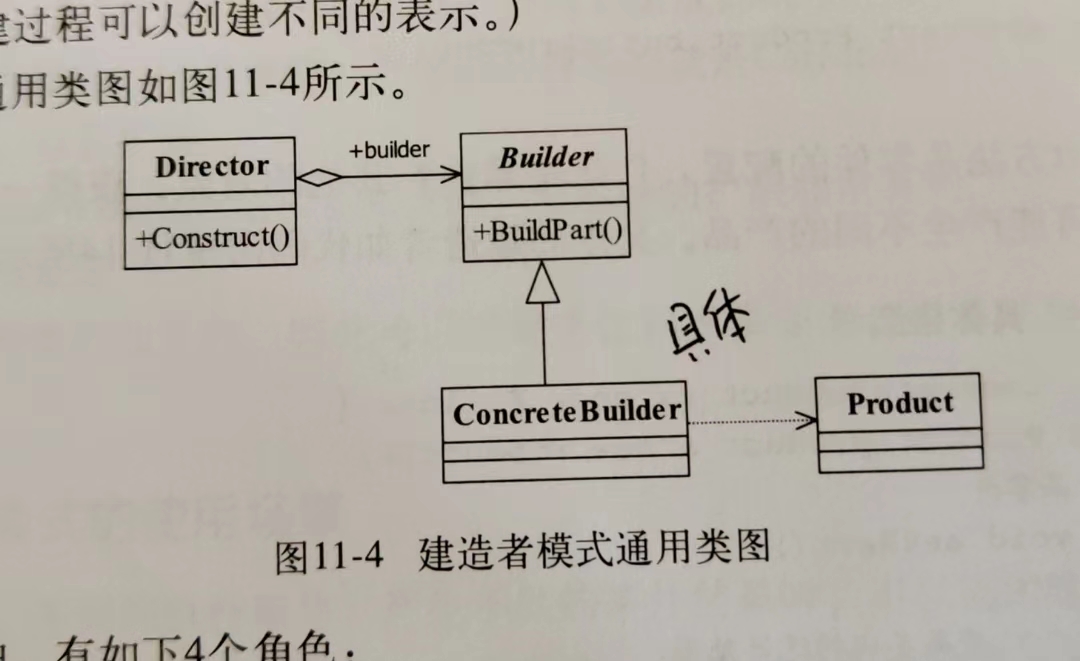 建过程可以创建不同的表示。）
通用类图如图11-4所示。
Director
+Construct()
+builder
Builder
+BuildPart()
具体
ConcreteBuilder
Product
图11-4 建造者模式通用类图
有如下4个角色：